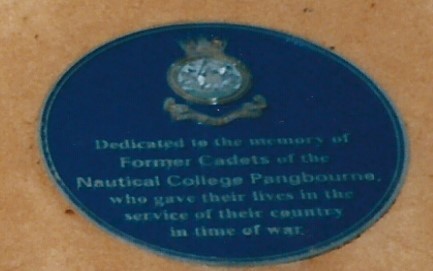 Dedicated to the memory of
Former Cadets of the
Nautical College Pangbourne,
who gave their lives in the
service of their country
in time of war.